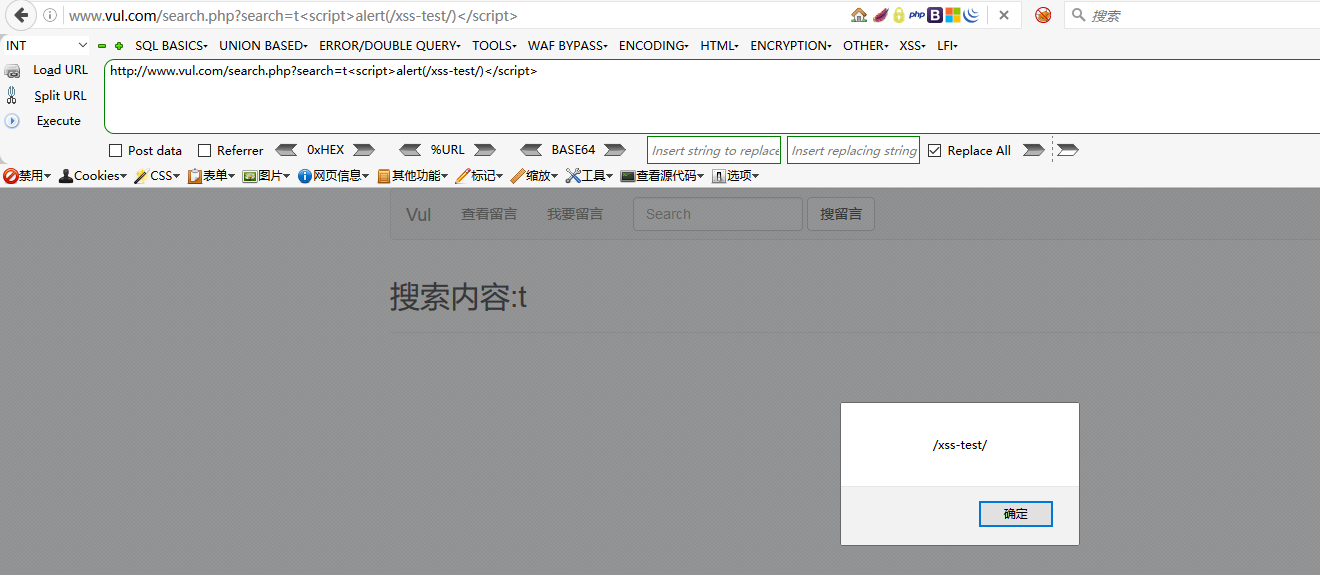 www.vul.com/search.php?search=t<script>alert(/xss-test/)</script>
php B 搜索
INT SQL BASICS UNION BASED ERROR/DOUBLE QUERY TOOLS WAF BYPASS ENCODING HTML ENCRYPTION OTHER XSS LFI
Load URL http://www.vul.com/search.php?search=t<script>alert(/xss-test/)</script>
Split URL
Execute
Post data Referrer 0xHEX %URL BASE64 Insert string to replace Insert replacing string Replace All
禁用 Cookies CSS 表单 图片 网页信息 其他功能 标记 缩放 工具 查看源代码 选项
Vul 查看留言 我要留言 Search 搜留言
搜索内容:t
/xss-test/
确定